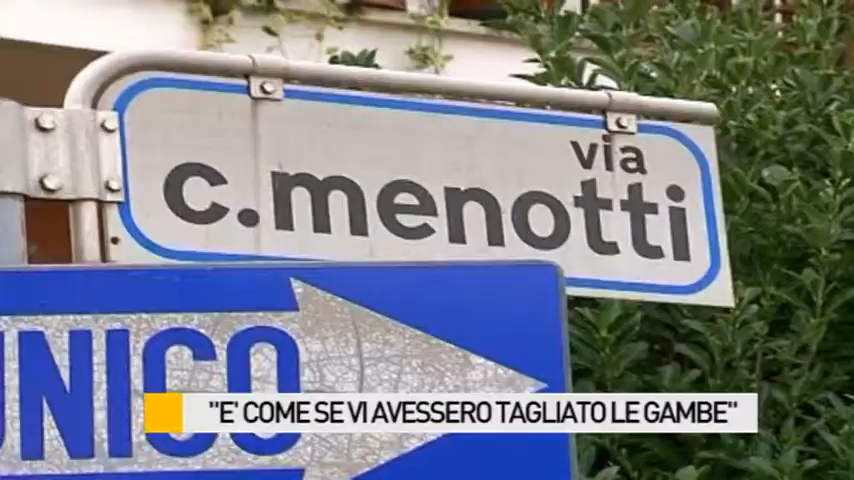 via
c.menotti
UNICO
"E' COME SE VI AVESSERO TAGLIATO LE GAMBE"